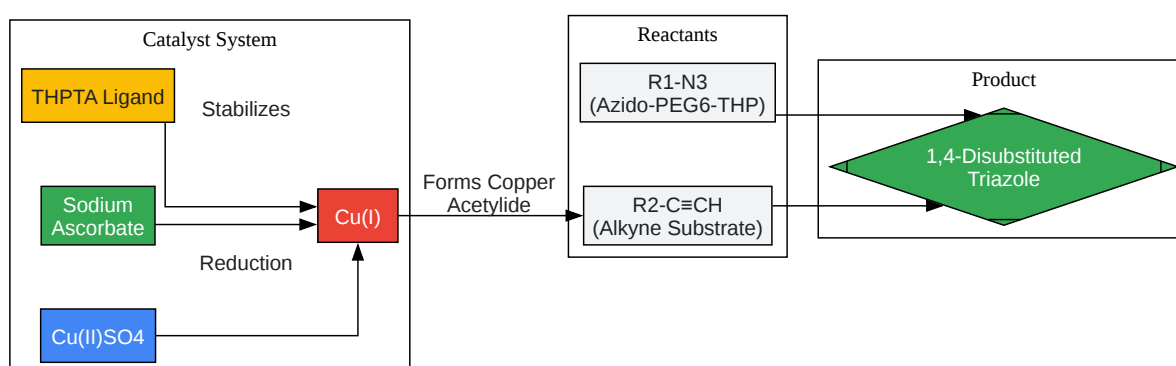 Catalyst System
THPTA Ligand
Stabilizes
Sodium
Ascorbate
Reduction
Cu(II)SO4
Cu(I)
Forms Copper
Acetylide
Reactants
R1-N3
(Azido-PEG6-THP)
R2-C≡CH
(Alkyne Substrate)
Product
1,4-Disubstituted
Triazole